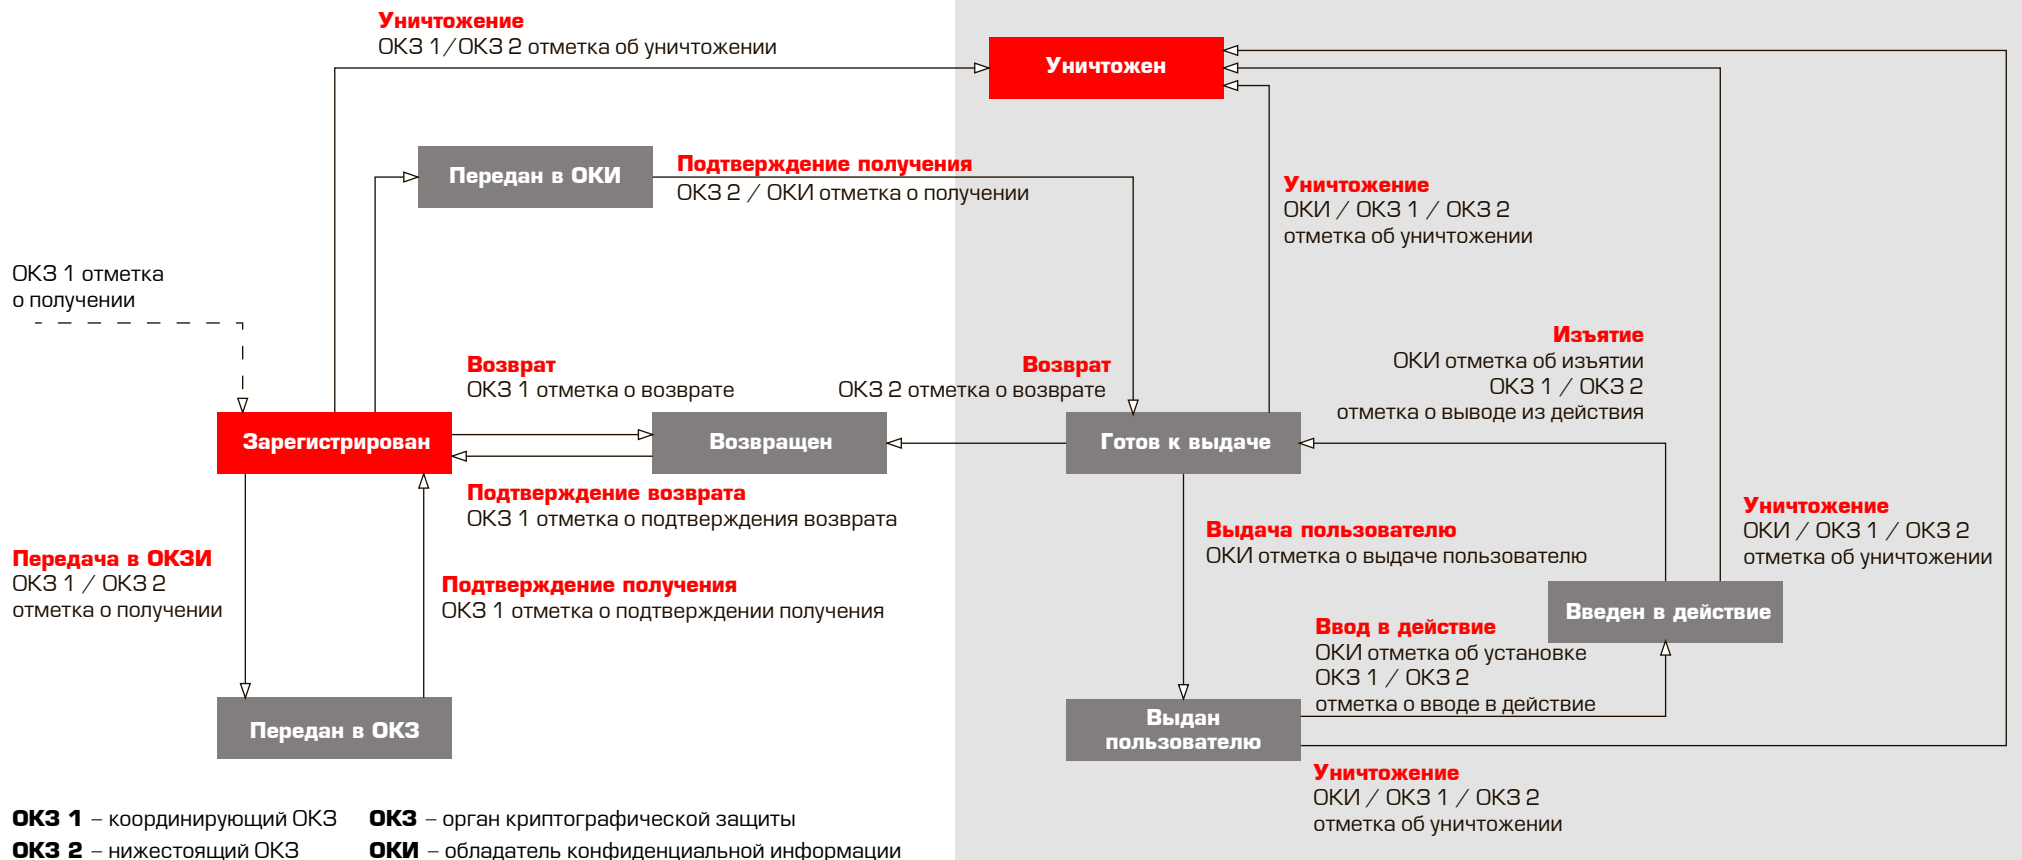 Уничтожение
ОКЗ 1/ОКЗ 2 отметка об уничтожении
Уничтожен
Передан в ОКИ
Подтверждение получения
ОКЗ 2 / ОКИ отметка о получении
Уничтожение
ОКИ / ОКЗ 1 / ОКЗ 2
отметка об уничтожении
ОКЗ 1 отметка
о получении
Возврат
ОКЗ 1 отметка о возврате
Возврат
ОКЗ 2 отметка о возврате
Изъятие
ОКИ отметка об изъятии
ОКЗ 1 / ОКЗ 2
отметка о выводе из действия
Зарегистрирован
Возвращен
Готов к выдаче
Подтверждение возврата
ОКЗ 1 отметка о подтверждения возврата
Выдача пользователю
ОКИ отметка о выдаче пользователю
Уничтожение
ОКИ / ОКЗ 1 / ОКЗ 2
отметка об уничтожении
Передача в ОКЗИ
ОКЗ 1 / ОКЗ 2
отметка о получении
Подтверждение получения
ОКЗ 1 отметка о подтверждении получения
Введен в действие
Ввод в действие
ОКИ отметка об установке
ОКЗ 1 / ОКЗ 2
отметка о вводе в действие
Передан в ОКЗ
Выдан
пользователю
Уничтожение
ОКИ / ОКЗ 1 / ОКЗ 2
отметка об уничтожении
ОКЗ 1 – координирующий ОКЗ
ОКЗ – орган криптографической защиты
ОКЗ 2 – нижестоящий ОКЗ
ОКИ – обладатель конфиденциальной информации